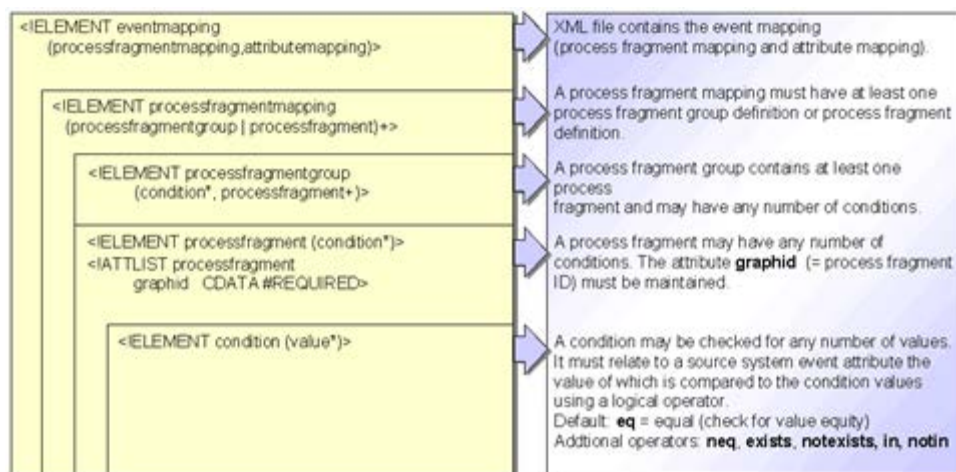 <!ELEMENT eventmapping
(processfragmentmapping,attributemapping)>
XML file contains the event mapping
(process fragment mapping and attribute mapping).
<!ELEMENT processfragmentmapping
(processfragmentgroup | processfragment)+>
A process fragment mapping must have at least one
process fragment group definition or process fragment
definition.
<!ELEMENT processfragmentgroup
(condition*, processfragment+)>
A process fragment group contains at least one
process
fragment and may have any number of conditions.
<!ELEMENT processfragment (condition*)>
<!ATTLIST processfragment
graphid CDATA #REQUIRED>
A process fragment may have any number of
conditions. The attribute graphid (= process fragment
ID) must be maintained.
<!ELEMENT condition (value*)>
A condition may be checked for any number of values.
It must relate to a source system event attribute the
value of which is compared to the condition values
using a logical operator.
Default: eq = equal (check for value equity)
Addtional operators: neq, exists, notexists, in, notin